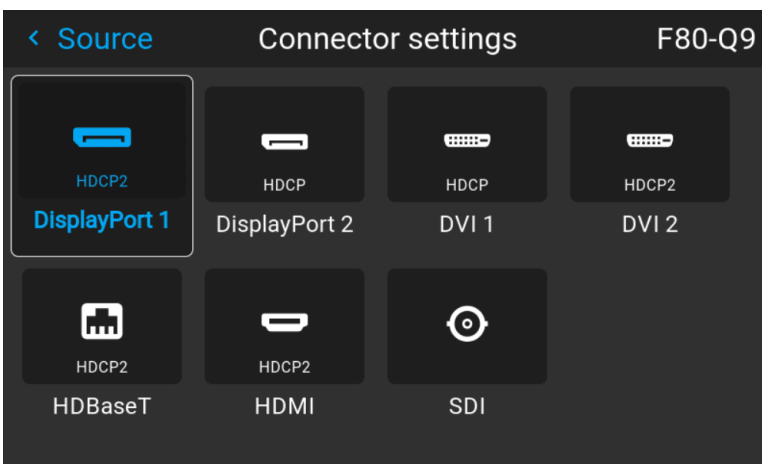 Source Connector settings F80-Q9
HDCP2 HDCP HDCP HDCP2
DisplayPort 1 DisplayPort 2 DVI 1 DVI 2
HDCP2 HDCP2
HDBaseT HDMI SDI